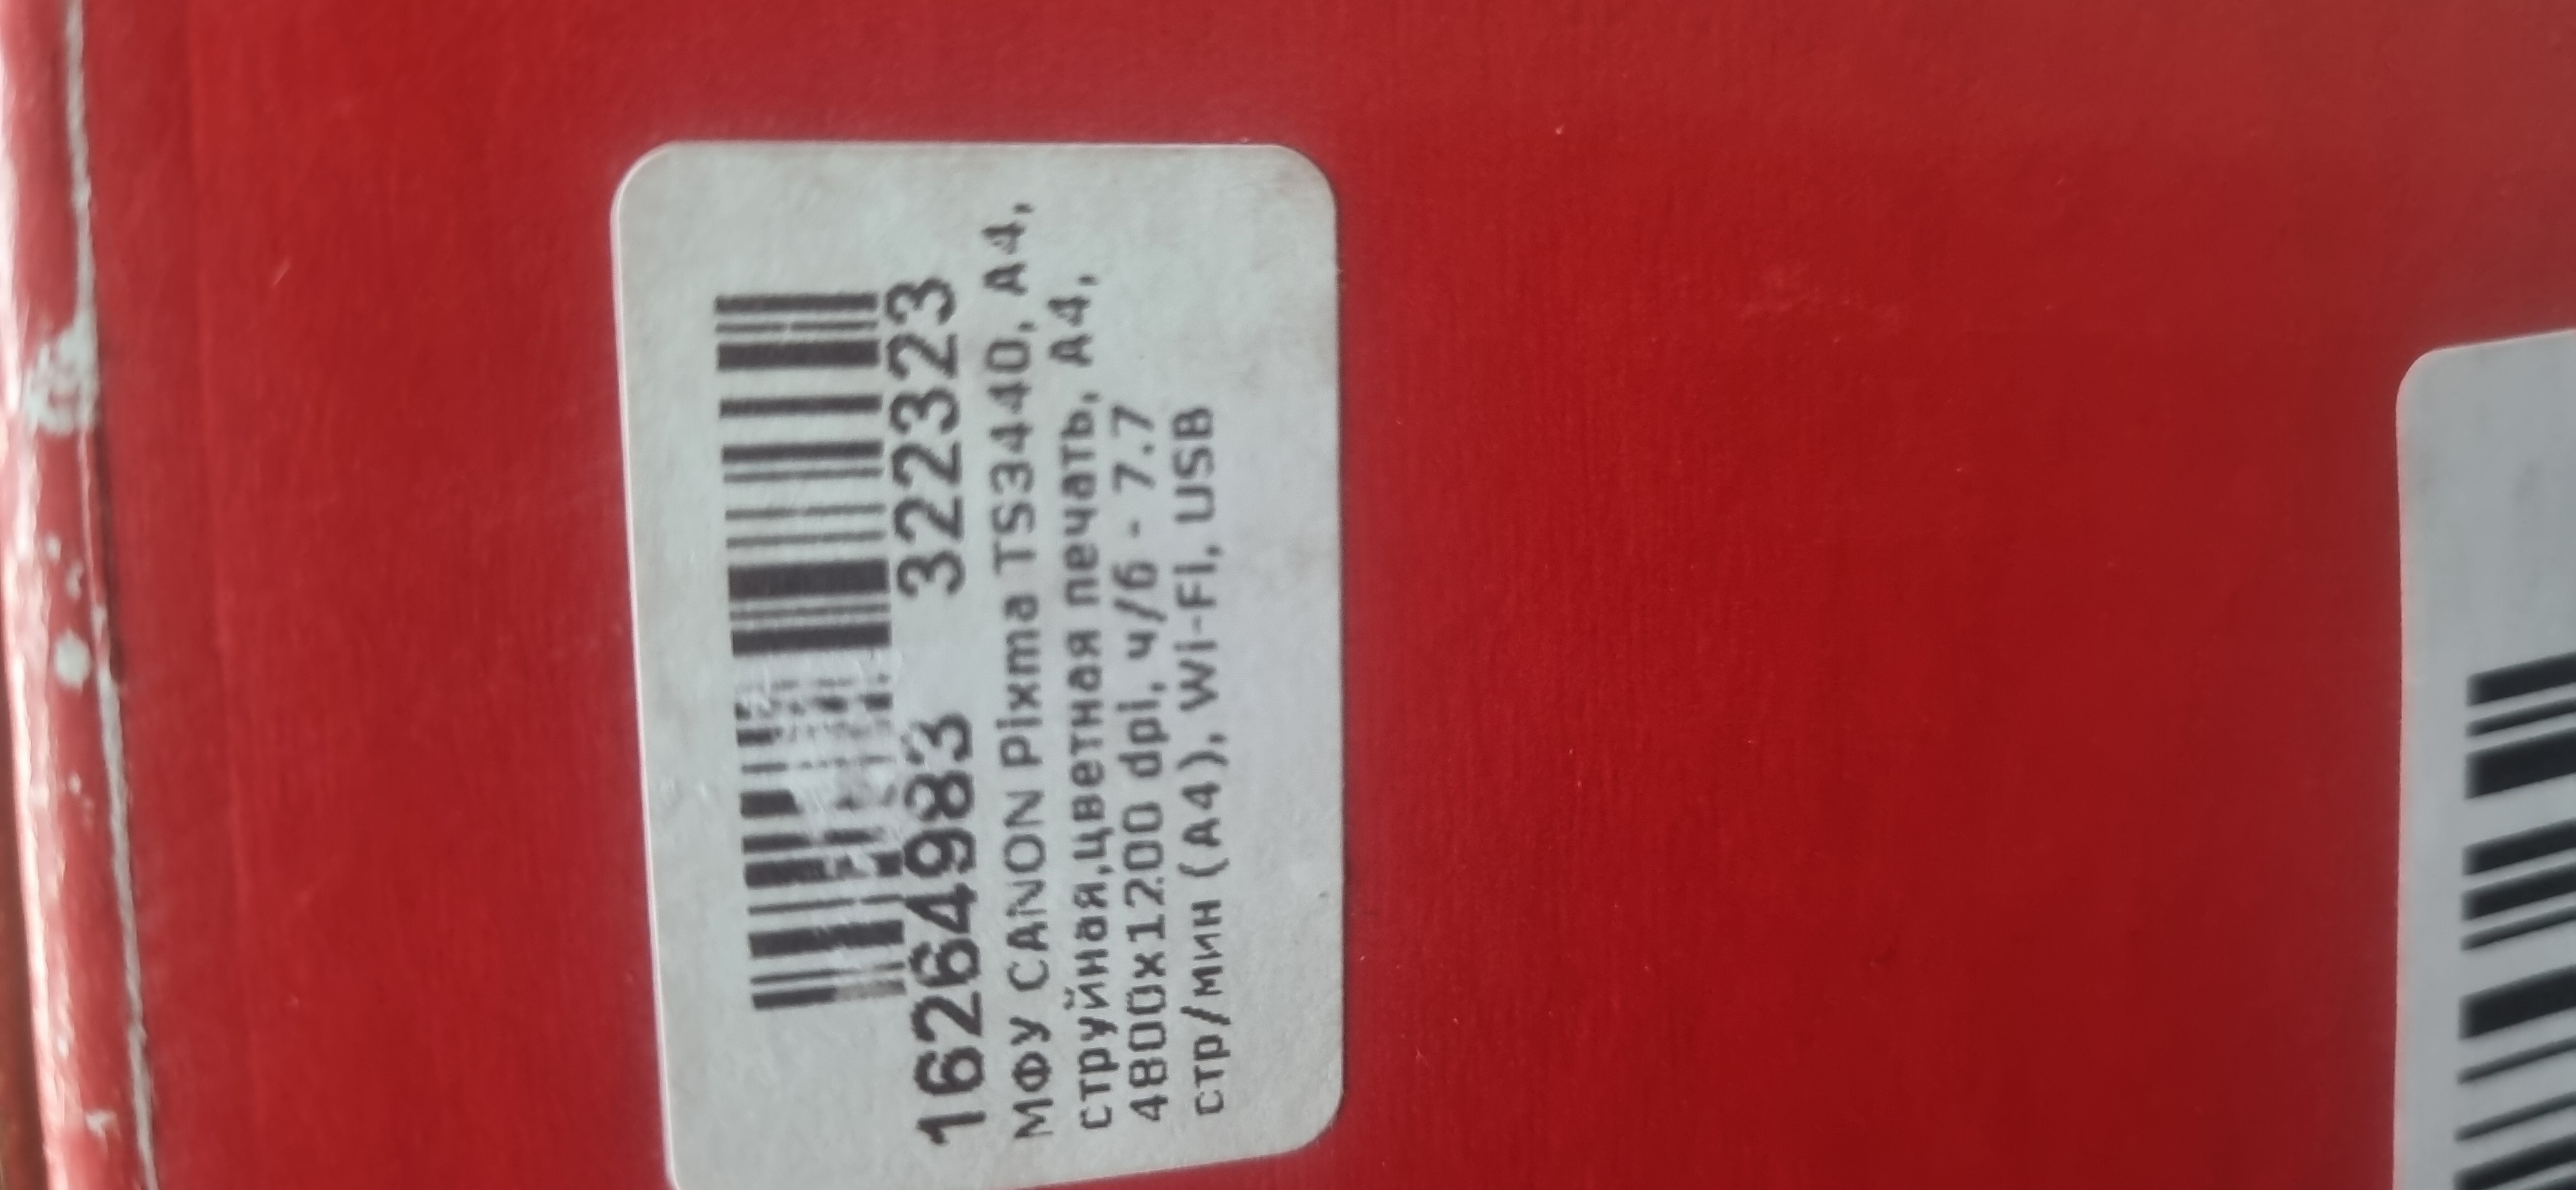 16264983 322323
МФУ CANON Pixma TS3440, A4,
струйная,цветная печать, A4,
4800x1200 dpi, ч/б - 7.7
стр/мин (A4), Wi-Fi, USB